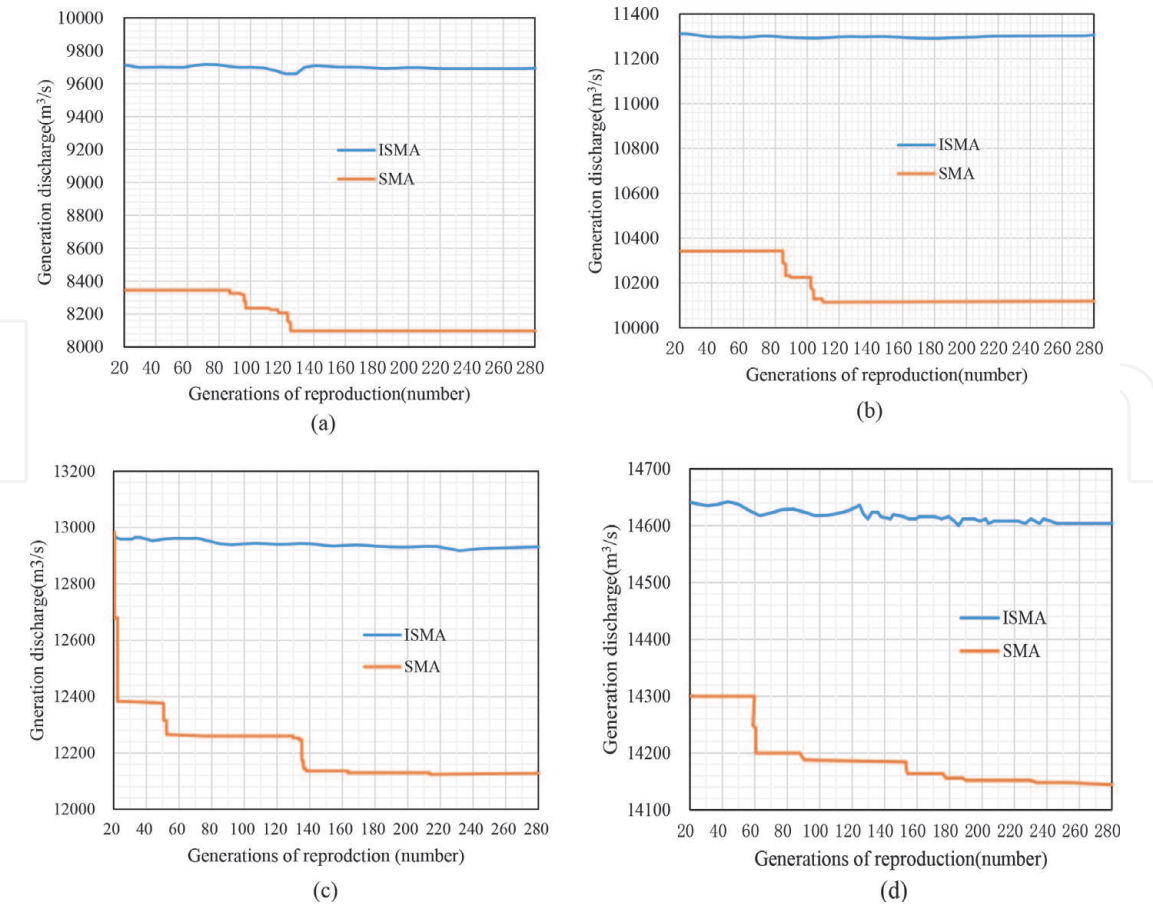 10000
9800
9600
9400
9200
9000
8800
8600
8400
8200
8000
Generation discharge(m³/s)
ISMA
SMA
20 40 60 80 100 120 140 160 180 200 220 240 260 280
Generations of reproduction(number)
(a)
11400
11200
11000
10800
10600
10400
10200
10000
Generation discharge(m³/s)
ISMA
SMA
20 40 60 80 100 120 140 160 180 200 220 240 260 280
Generations of reproduction(number)
(b)
13200
13000
12800
12600
12400
12200
12000
Gneration discharge(m3/s)
ISMA
SMA
20 40 60 80 100 120 140 160 180 200 220 240 260 280
Generations of reprodction (number)
(c)
14700
14600
14500
14400
14300
14200
14100
Generation discharge(m³/s)
ISMA
SMA
20 40 60 80 100 120 140 160 180 200 220 240 260 280
Generations of reproduction(number)
(d)